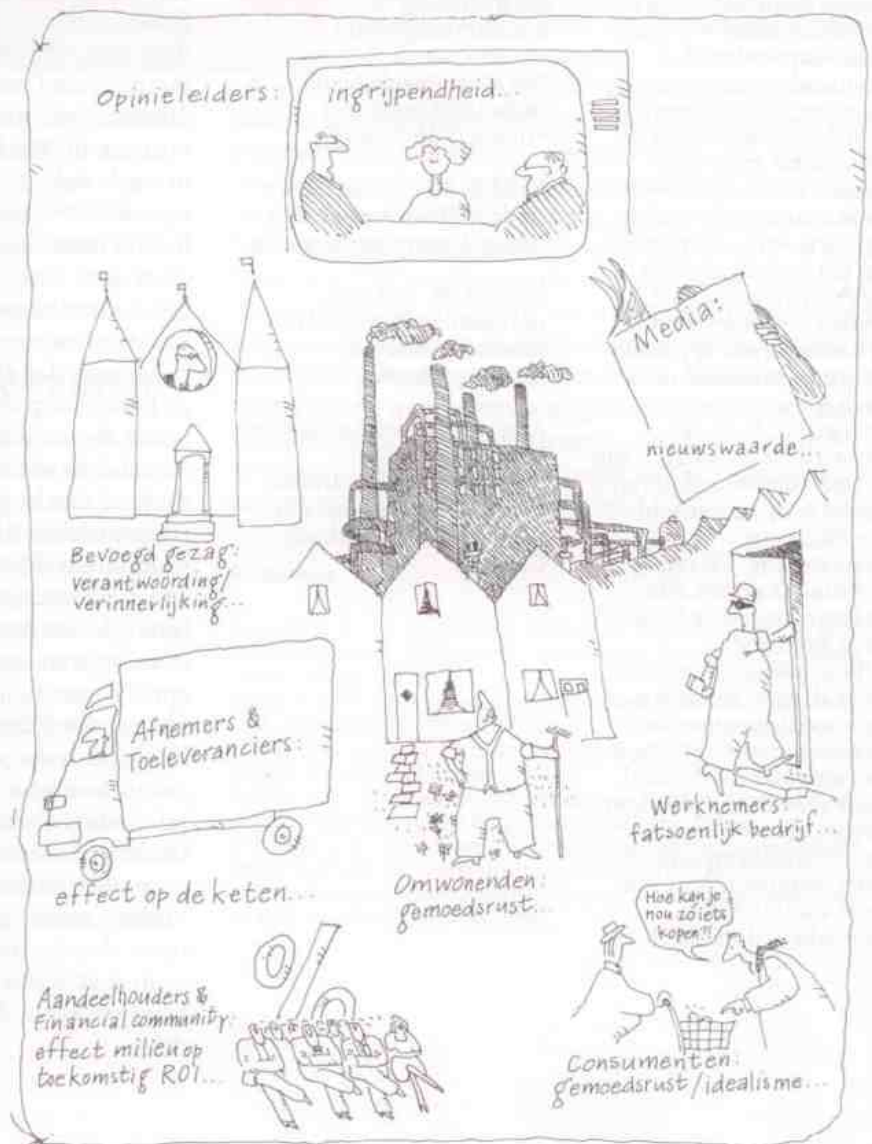 Opinieleiders: ingrijpendheid...
Media:
nieuwswaarde...
Bevoegd gezag:
verantwoording/
verinnerlijking...
Afnemers &
Toeleveranciers:
effect op de keten...
Omwonenden:
gemoedsrust...
Werknemers:
fatsoenlijk bedrijf...
Aandeelhouders &
Financial community:
effect milieu op
toekomstig ROI...
Hoe kan je
nou zó iets
kopen?!
Consumenten:
gemoedsrust/idealisme...